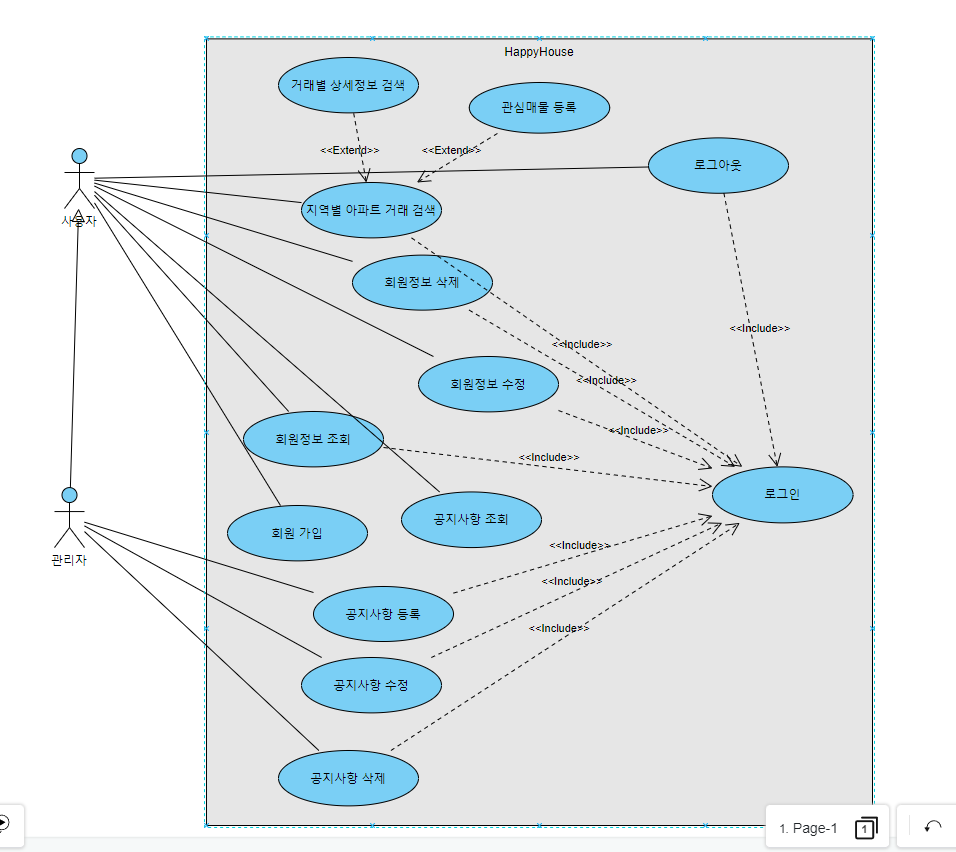 HappyHouse
거래별 상세정보 검색
관심매물 등록
<<Extend>>
<<Extend>>
로그아웃
사용자
지역별 아파트 거래 검색
회원정보 삭제
<<Include>>
<<Include>>
회원정보 수정
<<Include>>
<<Include>>
회원정보 조회
<<Include>>
로그인
공지사항 조회
회원 가입
<<Include>>
관리자
<<Include>>
공지사항 등록
<<Include>>
공지사항 수정
공지사항 삭제
1. Page-1
1